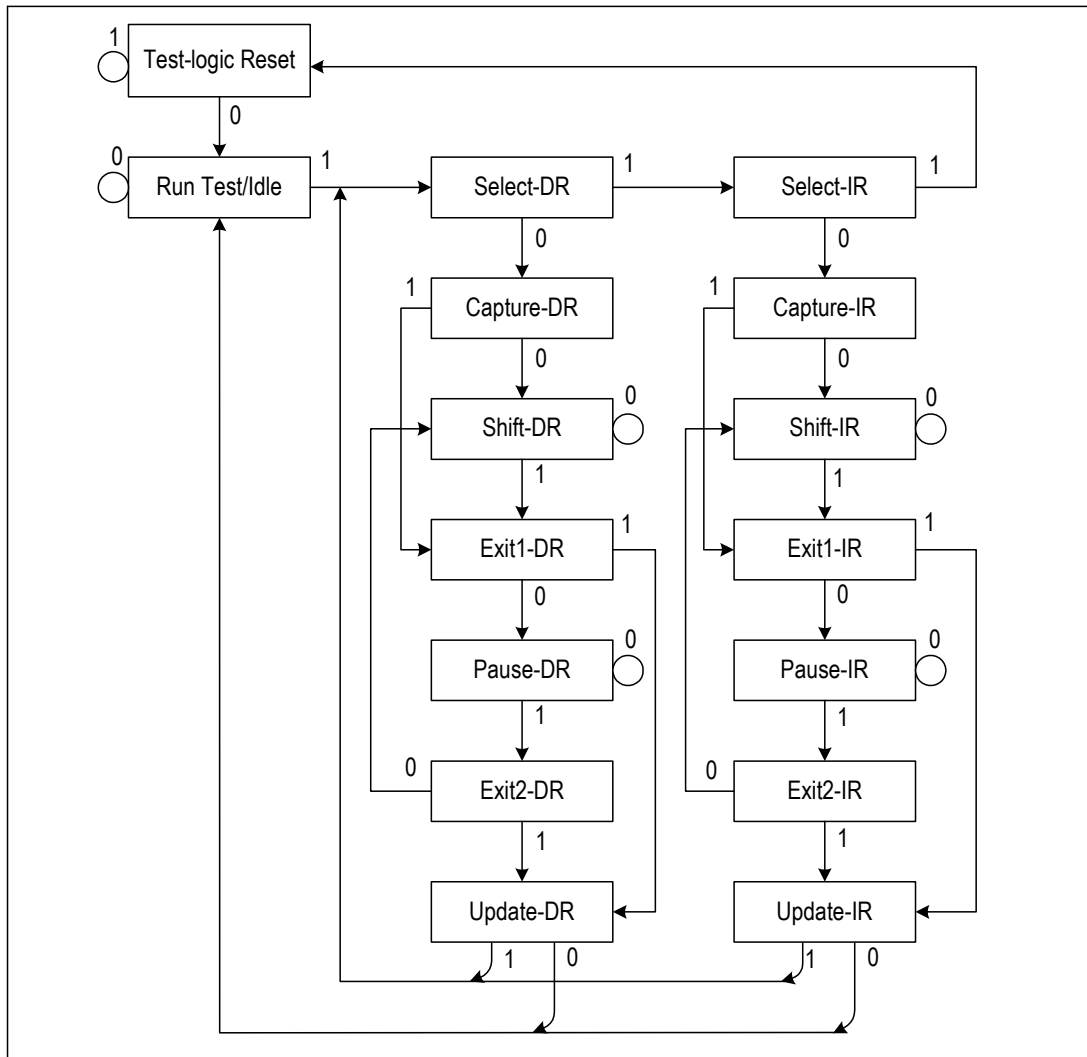 1
Test-logic Reset
0
0
Run Test/Idle
1
Select-DR
1
Select-IR
1
0
0
1
Capture-DR
1
Capture-IR
0
0
Shift-DR
0
Shift-IR
0
1
1
Exit1-DR
1
Exit1-IR
1
0
0
Pause-DR
0
Pause-IR
0
1
1
0
Exit2-DR
0
Exit2-IR
1
1
Update-DR
Update-IR
1
0
1
0